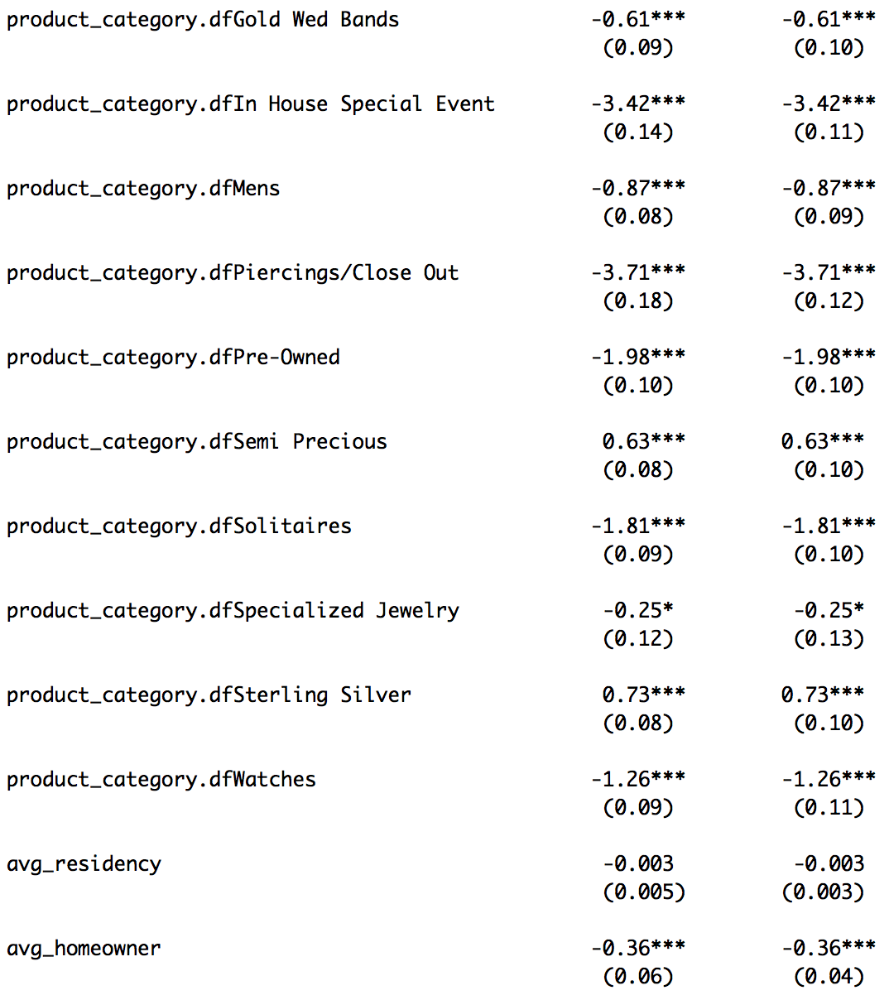 product_category.dfGold Wed Bands -0.61*** -0.61***
(0.09) (0.10)
product_category.dfIn House Special Event -3.42*** -3.42***
(0.14) (0.11)
product_category.dfMens -0.87*** -0.87***
(0.08) (0.09)
product_category.dfPiercings/Close Out -3.71*** -3.71***
(0.18) (0.12)
product_category.dfPre-Owned -1.98*** -1.98***
(0.10) (0.10)
product_category.dfSemi Precious 0.63*** 0.63***
(0.08) (0.10)
product_category.dfSolitaires -1.81*** -1.81***
(0.09) (0.10)
product_category.dfSpecialized Jewelry -0.25* -0.25*
(0.12) (0.13)
product_category.dfSterling Silver 0.73*** 0.73***
(0.08) (0.10)
product_category.dfWatches -1.26*** -1.26***
(0.09) (0.11)
avg_residency -0.003 -0.003
(0.005) (0.003)
avg_homeowner -0.36*** -0.36***
(0.06) (0.04)